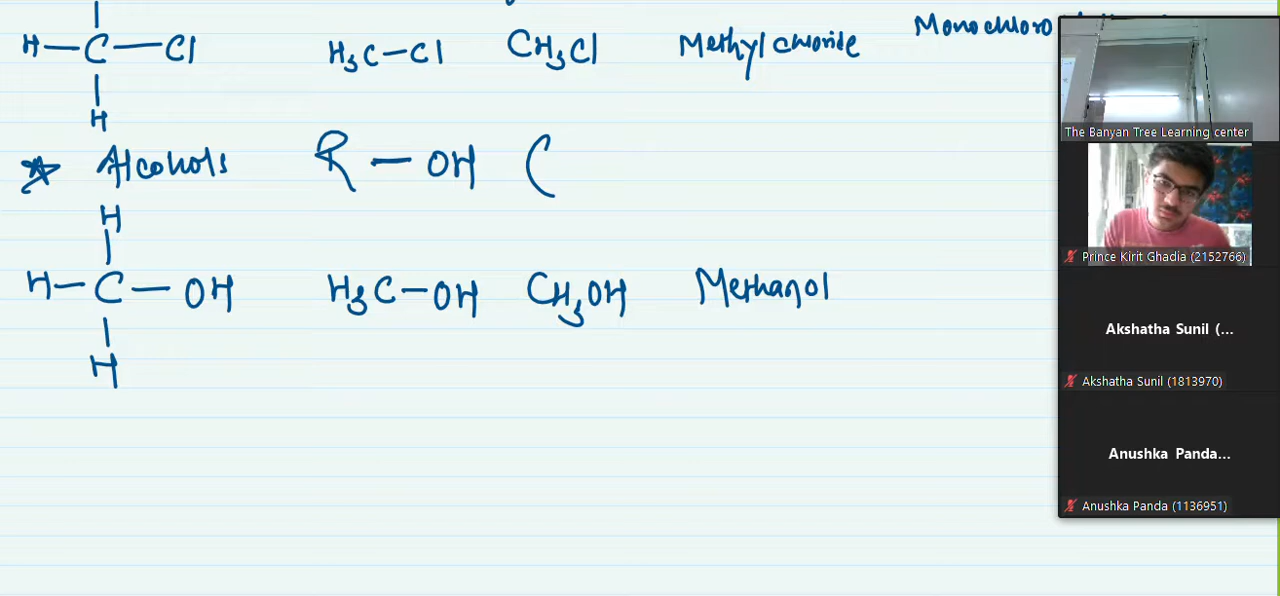 H—C—Cl H₃C—Cl CH₃Cl Methyl chloride Monochloro
H
☆ Alcohols R — OH (
H
H—C—OH H₃C—OH CH₃OH Methanol
H
The Banyan Tree Learning center
Prince Kirit Ghadia (2152766)
Akshatha Sunil (...
Akshatha Sunil (1813970)
Anushka Panda...
Anushka Panda (1136951)